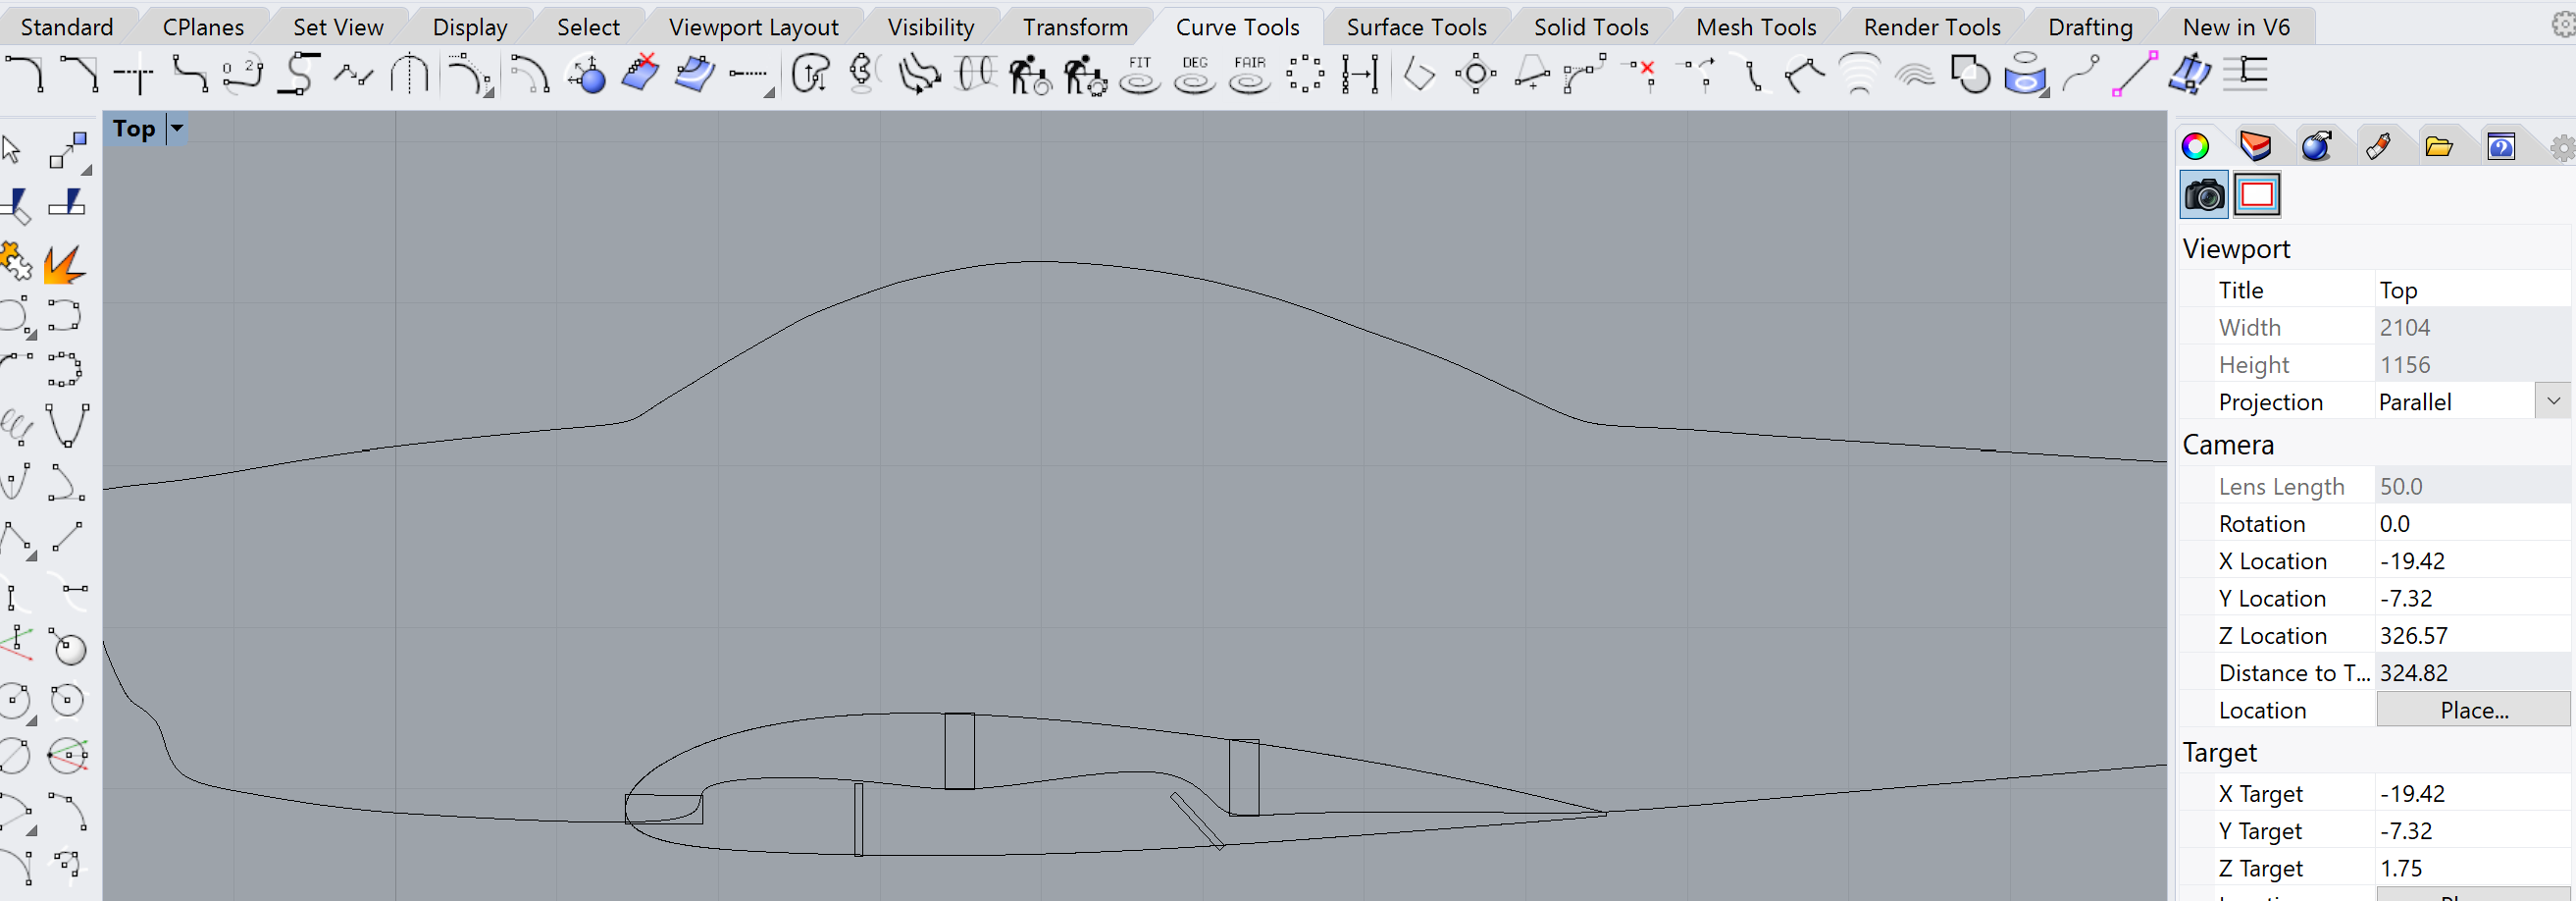 Standard CPlanes Set View Display Select Viewport Layout Visibility Transform Curve Tools Surface Tools Solid Tools Mesh Tools Render Tools Drafting New in V6
0 2 FIT DEG FAIR
Top
Viewport
Title Top
Width 2104
Height 1156
Projection Parallel
Camera
Lens Length 50.0
Rotation 0.0
X Location -19.42
Y Location -7.32
Z Location 326.57
Distance to T... 324.82
Location Place...
Target
X Target -19.42
Y Target -7.32
Z Target 1.75